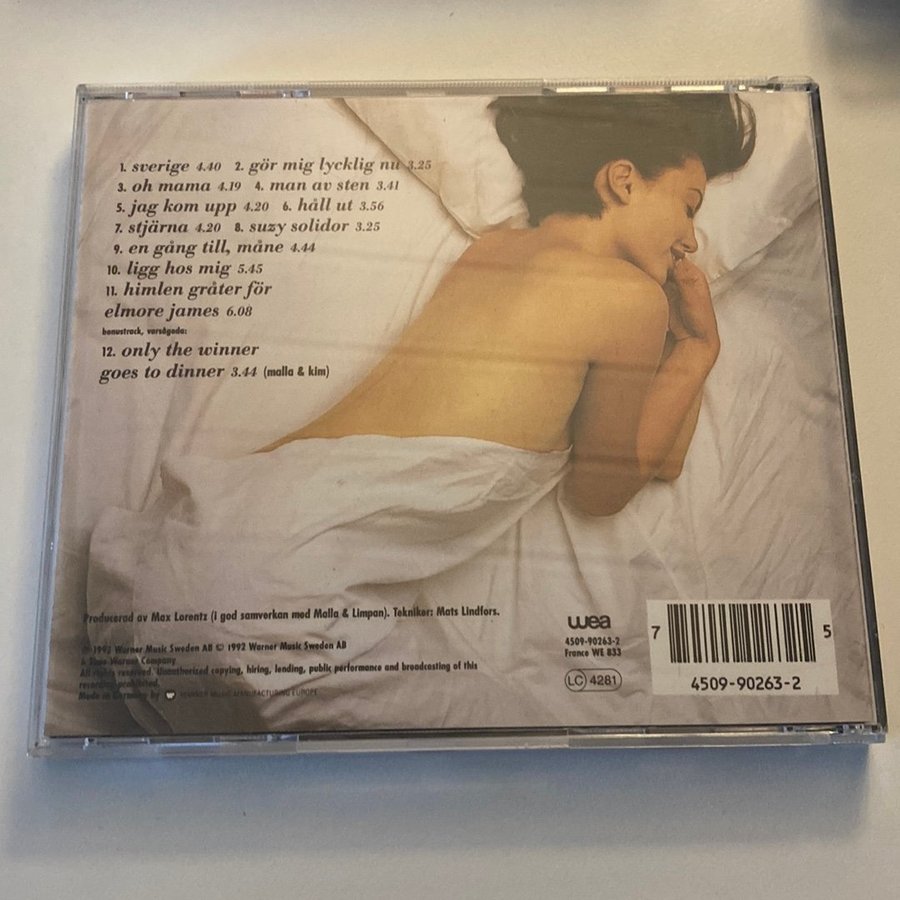 1. sverige 4.40 2. gör mig lycklig nu 3.25
3. oh mama 4.19 4. man av sten 3.41
5. jag kom upp 4.20 6. håll ut 3.56
7. stjärna 4.20 8. suzy solidor 3.25
9. en gång till, måne 4.44
10. ligg hos mig 5.45
11. himlen gråter för
elmore james 6.08
bonustrack, varsågoda:
12. only the winner
goes to dinner 3.44 (malla & kim)
Producerad av Max Lorentz (i god samverkan med Malla & Limpan). Tekniker: Mats Lindfors.
℗ 1992 Warner Music Sweden AB © 1992 Warner Music Sweden AB
A Time Warner Company
All rights reserved. Unauthorized copying, hiring, lending, public performance and broadcasting of this
recording prohibited.
Made in Germany by WARNER MUSIC MANUFACTURING EUROPE
wea
4509-90263-2
France WE 833
LC 4281
7 5
4509-90263-2